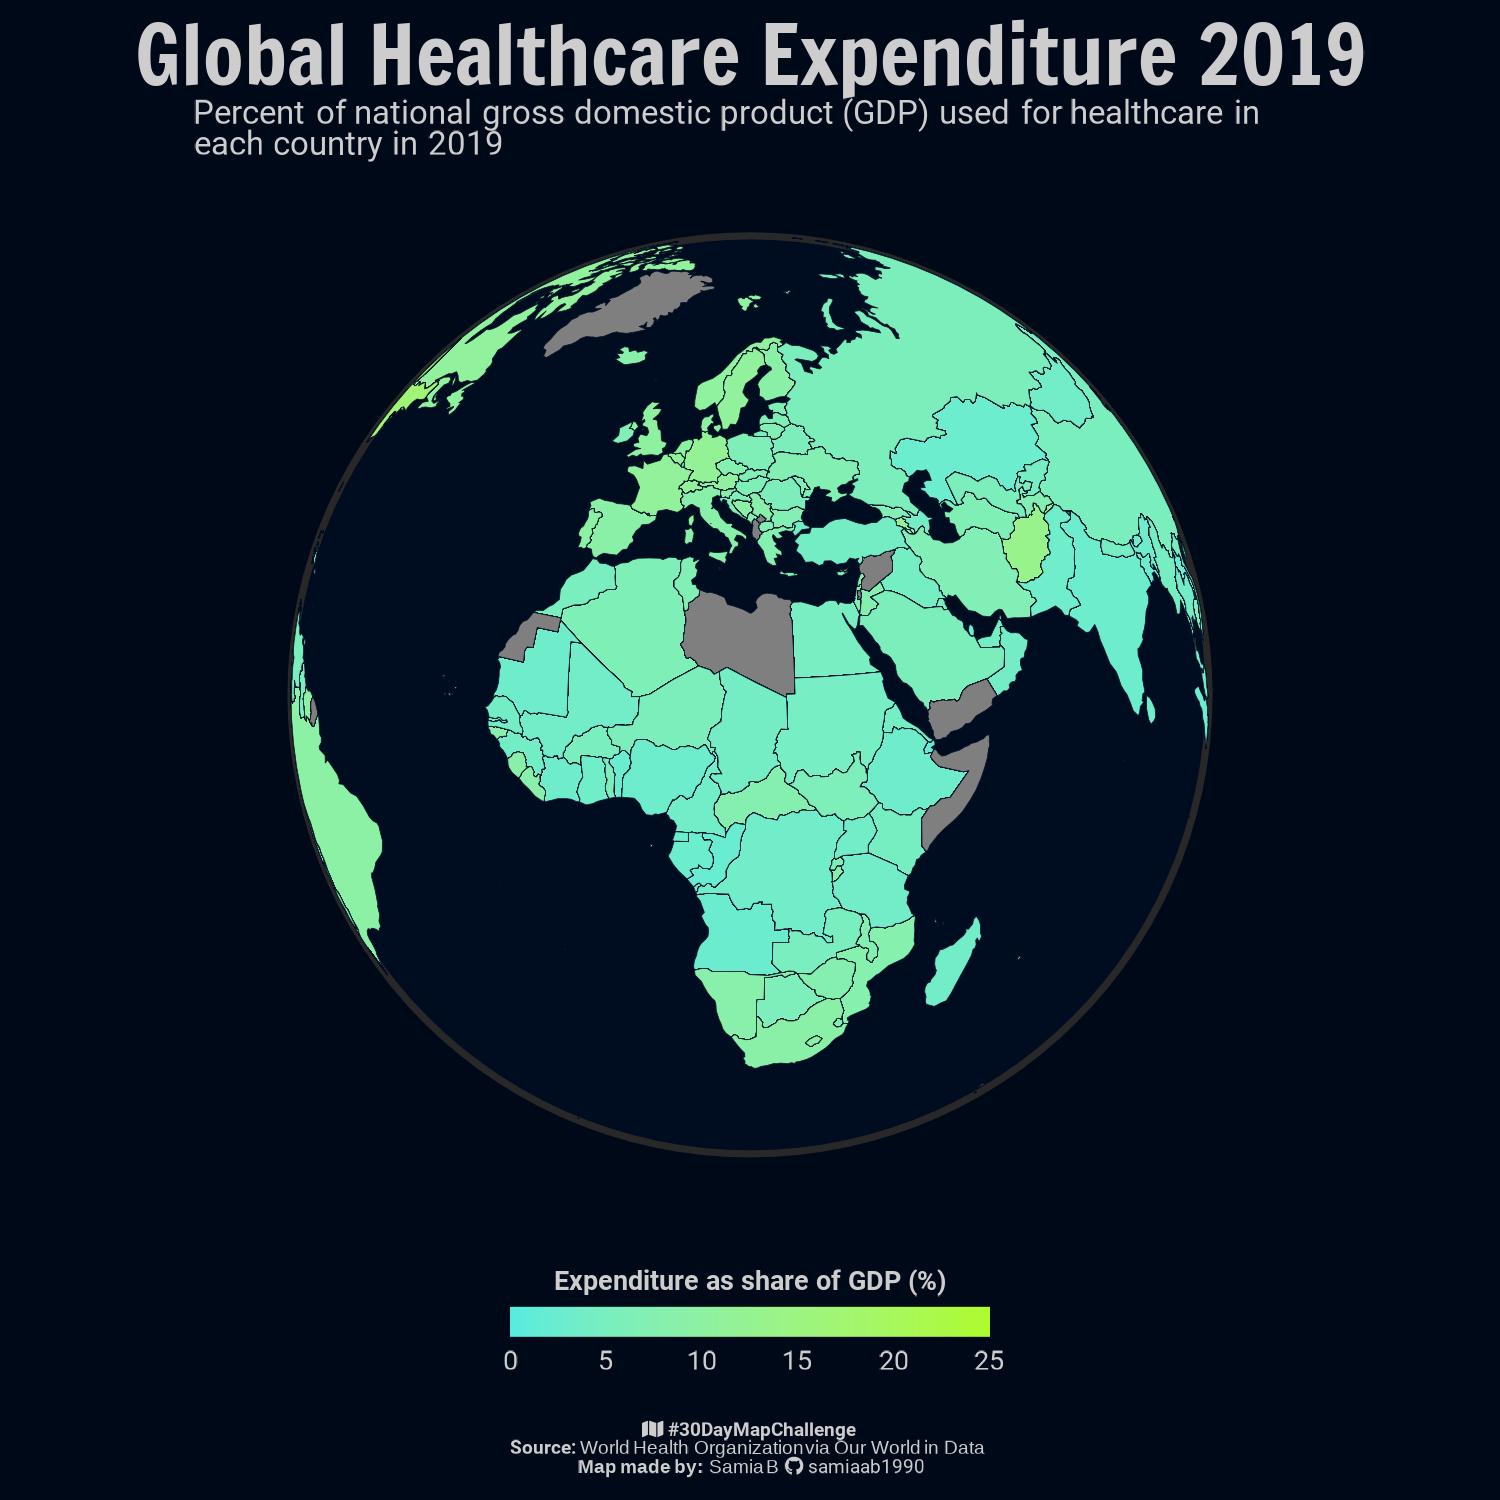 Global Healthcare Expenditure 2019
Percent of national gross domestic product (GDP) used for healthcare in
each country in 2019
Expenditure as share of GDP (%)
0 5 10 15 20 25
#30DayMapChallenge
Source: World Health Organization via Our World in Data
Map made by: Samia B samiaab1990